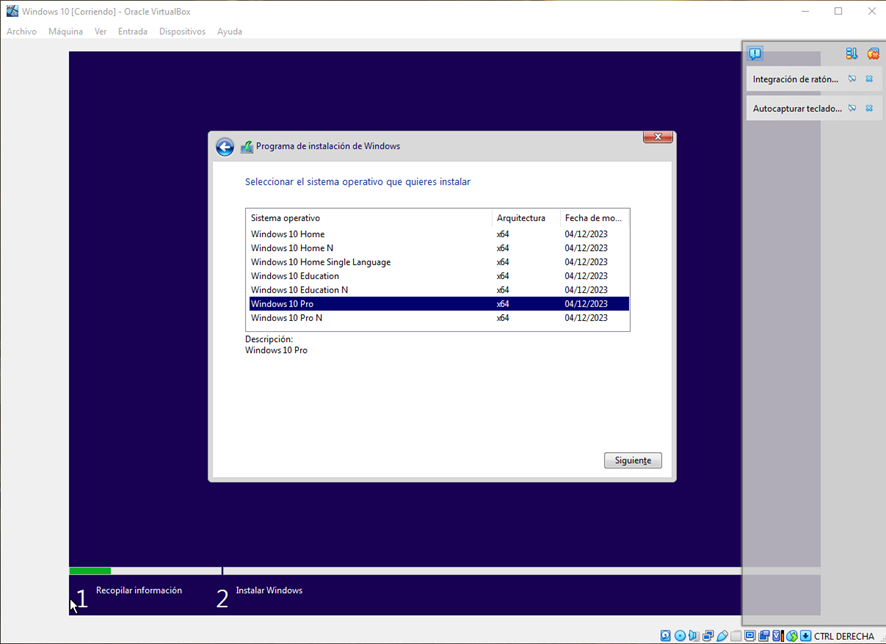 Windows 10 [Corriendo] - Oracle VirtualBox
Archivo Máquina Ver Entrada Dispositivos Ayuda
Integración de ratón...
Autocapturar teclado...
Programa de instalación de Windows
Seleccionar el sistema operativo que quieres instalar
Sistema operativo Arquitectura Fecha de mo...
Windows 10 Home x64 04/12/2023
Windows 10 Home N x64 04/12/2023
Windows 10 Home Single Language x64 04/12/2023
Windows 10 Education x64 04/12/2023
Windows 10 Education N x64 04/12/2023
Windows 10 Pro x64 04/12/2023
Windows 10 Pro N x64 04/12/2023
Descripción:
Windows 10 Pro
Siguiente
1 Recopilar información 2 Instalar Windows
CTRL DERECHA